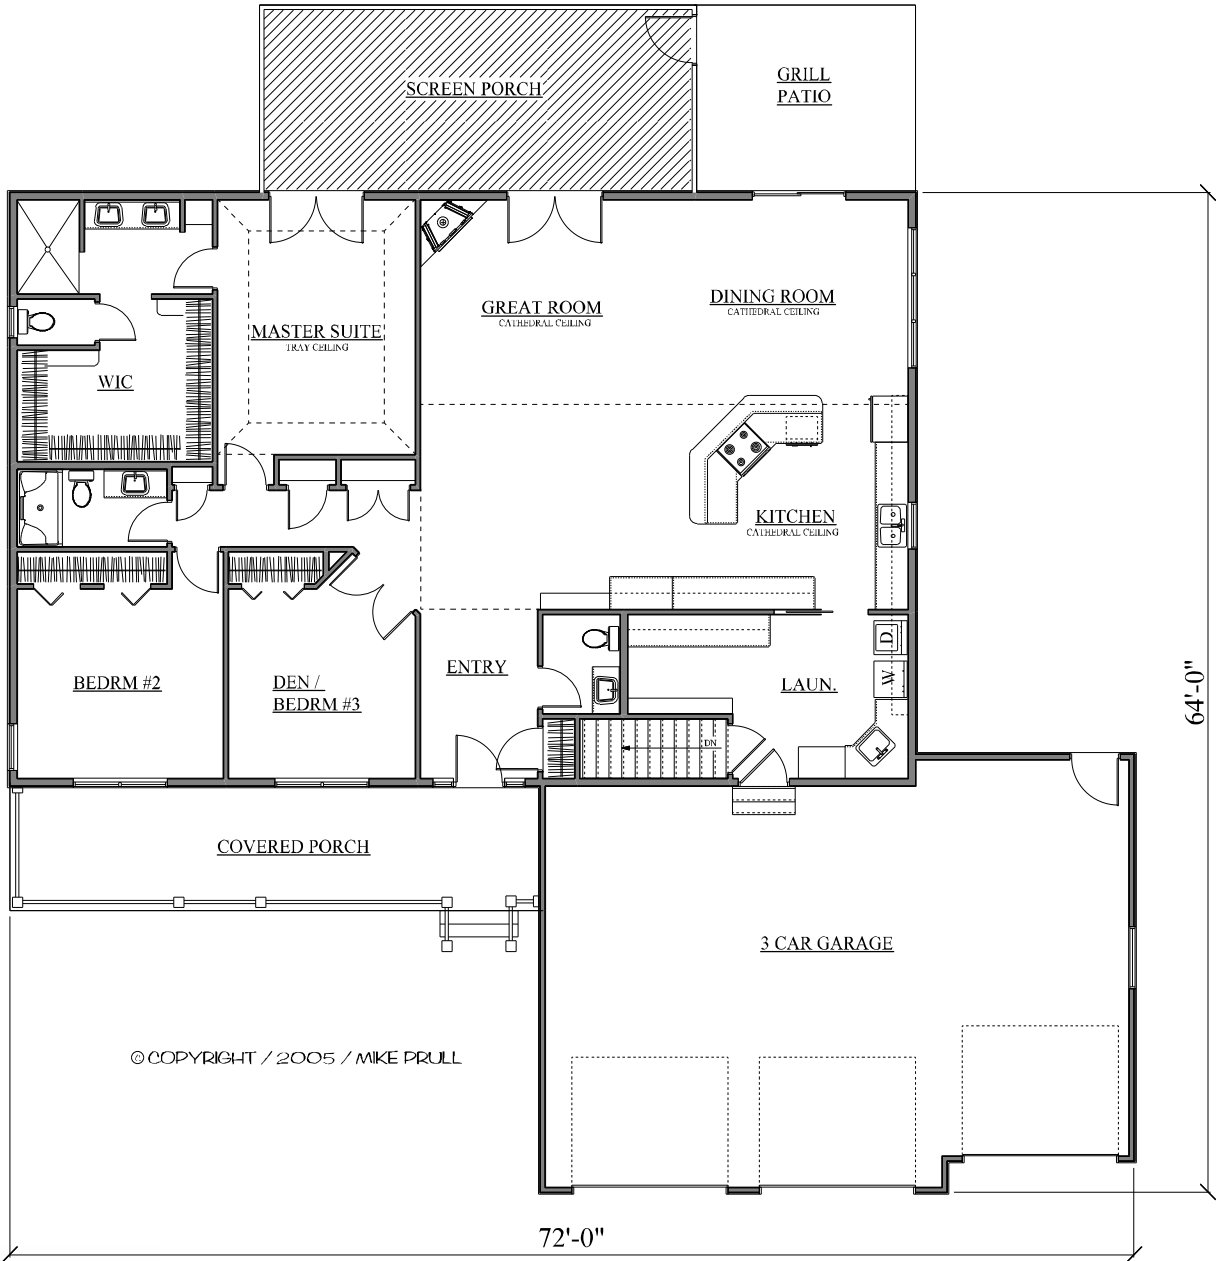 SCREEN PORCH
GRILL
PATIO
GREAT ROOM
CATHEDRAL CEILING
DINING ROOM
CATHEDRAL CEILING
MASTER SUITE
TRAY CEILING
WIC
KITCHEN
CATHEDRAL CEILING
D
W
ENTRY
BEDRM #2
DEN /
BEDRM #3
LAUN.
DN
64'-0"
COVERED PORCH
3 CAR GARAGE
© COPYRIGHT / 2005 / MIKE PRULL
72'-0"